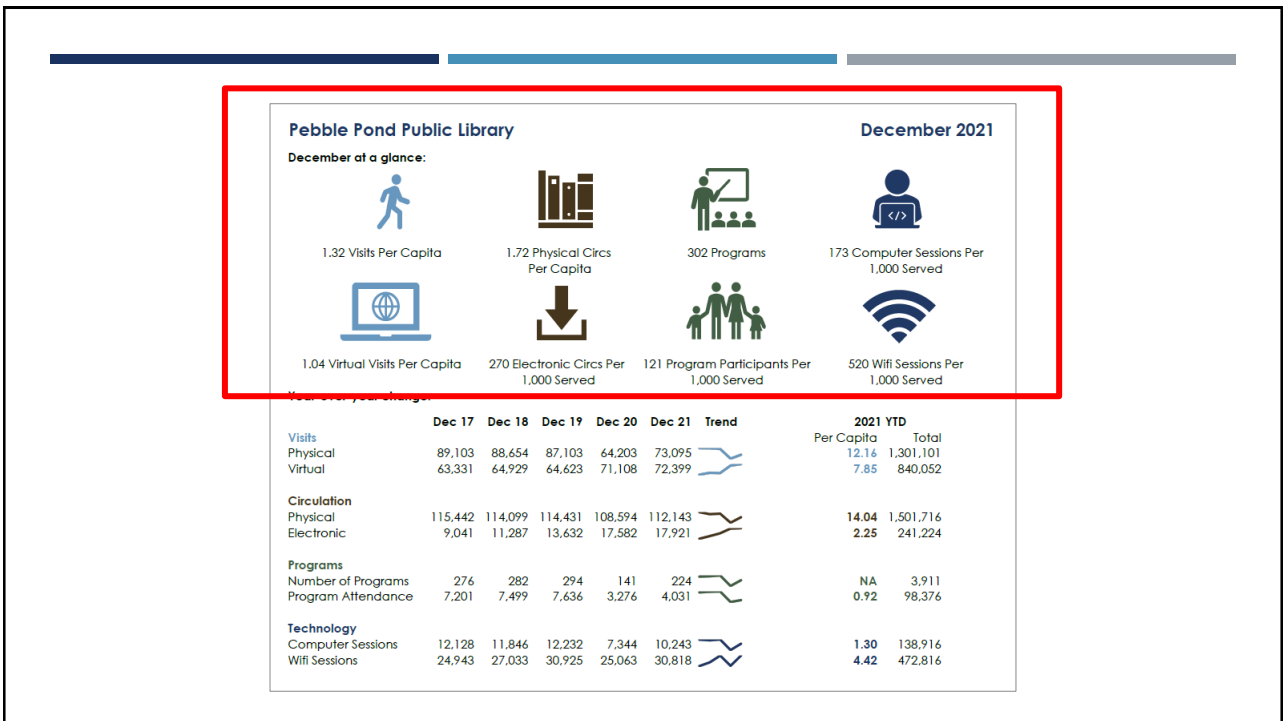 Pebble Pond Public Library December 2021
December at a glance:
</>
1.32 Visits Per Capita 1.72 Physical Circs 302 Programs 173 Computer Sessions Per
Per Capita 1,000 Served
1.04 Virtual Visits Per Capita 270 Electronic Circs Per 121 Program Participants Per 520 Wifi Sessions Per
1,000 Served 1,000 Served 1,000 Served
Year over year change:
Dec 17 Dec 18 Dec 19 Dec 20 Dec 21 Trend 2021 YTD
Visits Per Capita Total
Physical 89,103 88,654 87,103 64,203 73,095 12.16 1,301,101
Virtual 63,331 64,929 64,623 71,108 72,399 7.85 840,052
Circulation
Physical 115,442 114,099 114,431 108,594 112,143 14.04 1,501,716
Electronic 9,041 11,287 13,632 17,582 17,921 2.25 241,224
Programs
Number of Programs 276 282 294 141 224 NA 3,911
Program Attendance 7,201 7,499 7,636 3,276 4,031 0.92 98,376
Technology
Computer Sessions 12,128 11,846 12,232 7,344 10,243 1.30 138,916
Wifi Sessions 24,943 27,033 30,925 25,063 30,818 4.42 472,816